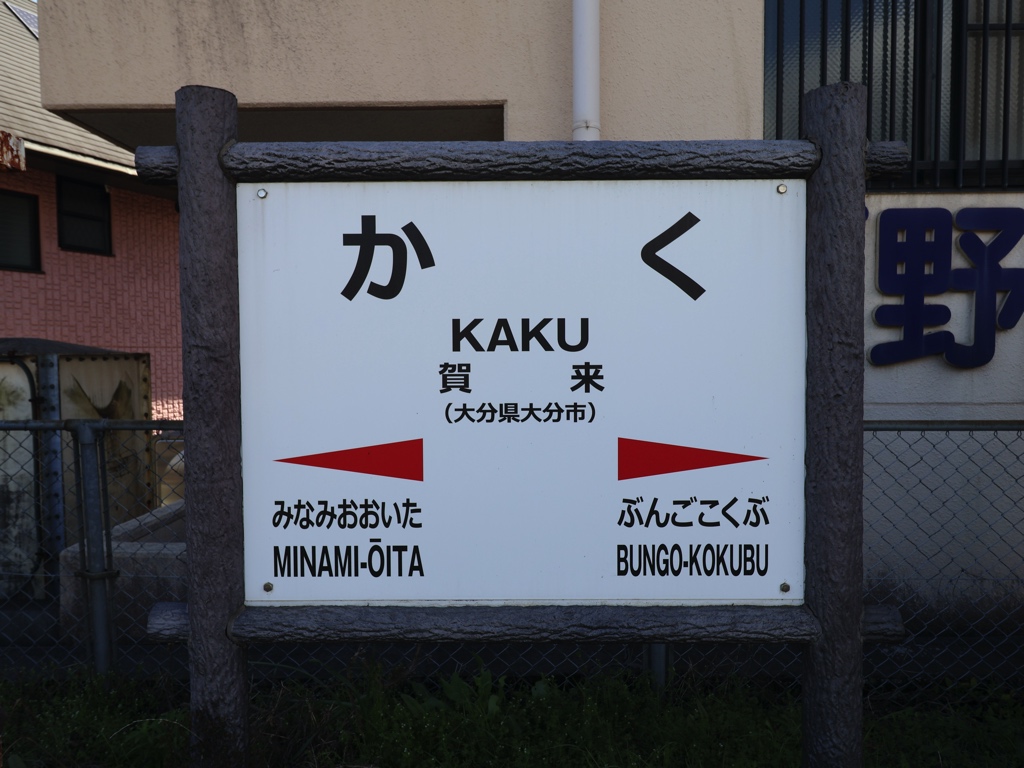 かく
KAKU
賀来
（大分県大分市）
みなみおおいた ぶんごこくぶ
MINAMI-ŌITA BUNGO-KOKUBU
野